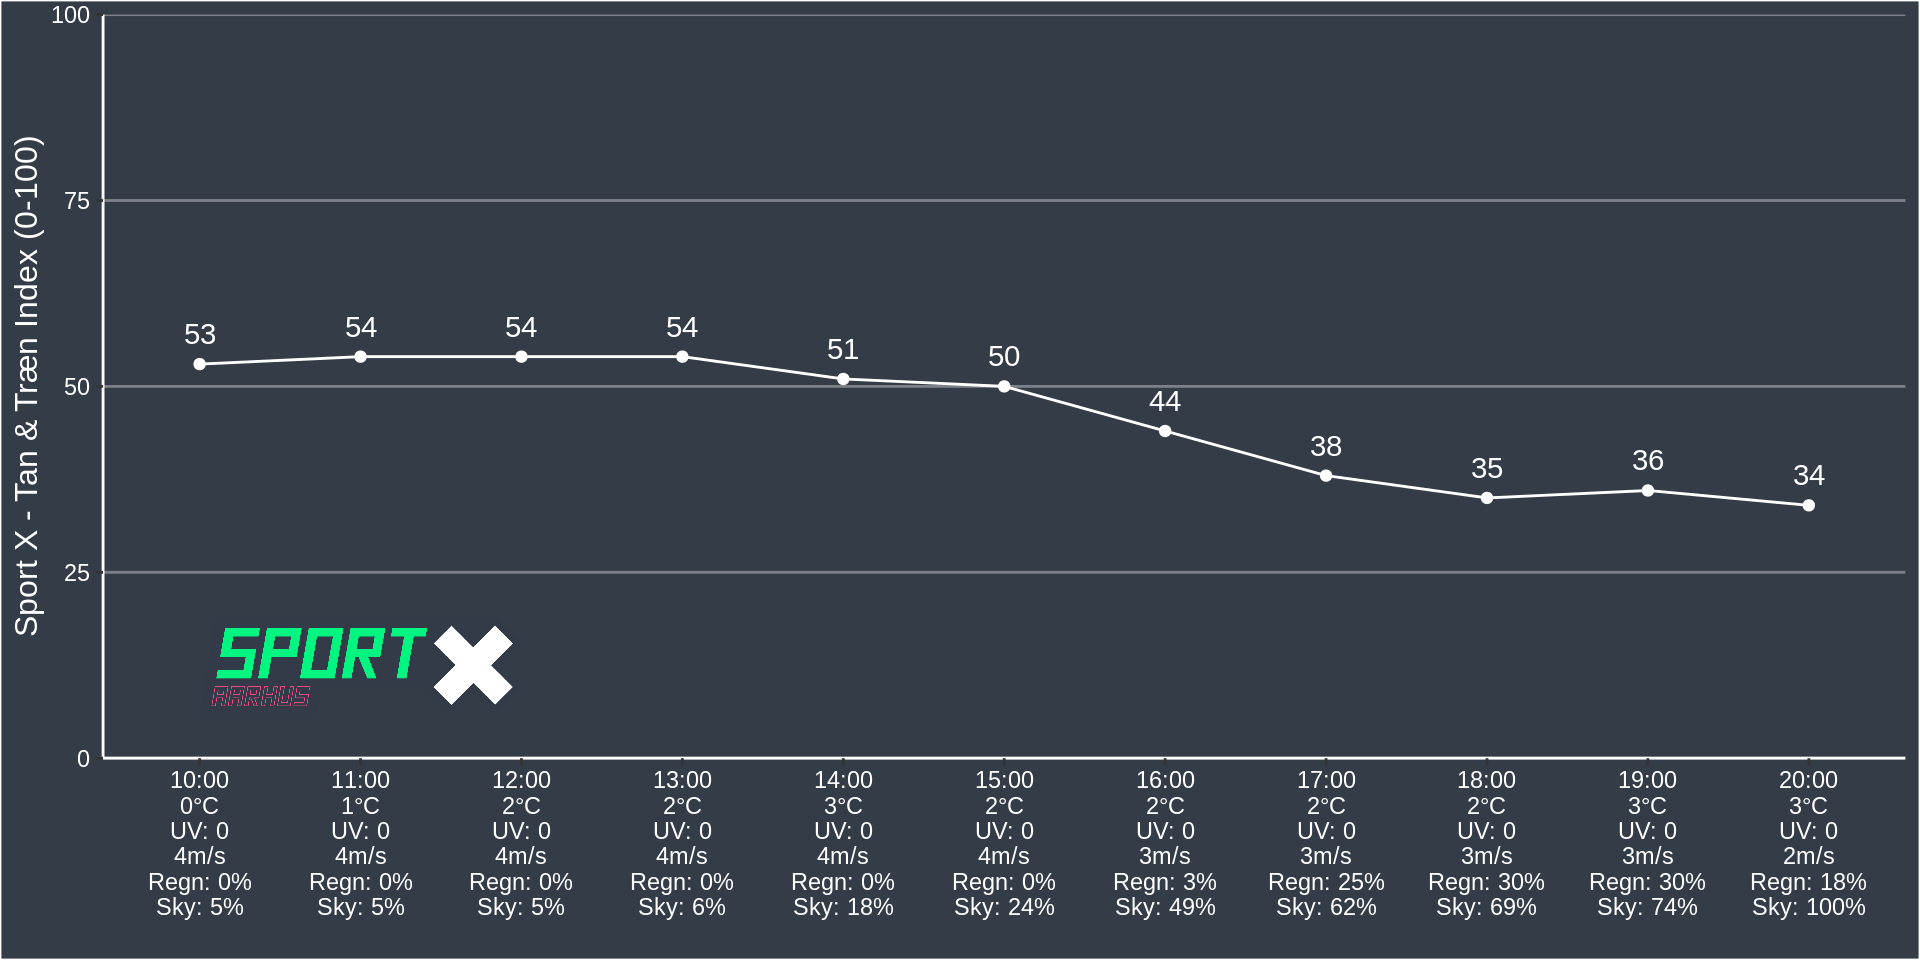 Sport X - Tan & Træn Index (0-100)
100
75
50
25
0
53 54 54 54 51 50 44 38 35 36 34
SPORT X
AARHUS
10:00 11:00 12:00 13:00 14:00 15:00 16:00 17:00 18:00 19:00 20:00
0°C 1°C 2°C 2°C 3°C 2°C 2°C 2°C 2°C 3°C 3°C
UV: 0 UV: 0 UV: 0 UV: 0 UV: 0 UV: 0 UV: 0 UV: 0 UV: 0 UV: 0 UV: 0
4m/s 4m/s 4m/s 4m/s 4m/s 4m/s 3m/s 3m/s 3m/s 3m/s 2m/s
Regn: 0% Regn: 0% Regn: 0% Regn: 0% Regn: 0% Regn: 0% Regn: 3% Regn: 25% Regn: 30% Regn: 30% Regn: 18%
Sky: 5% Sky: 5% Sky: 5% Sky: 6% Sky: 18% Sky: 24% Sky: 49% Sky: 62% Sky: 69% Sky: 74% Sky: 100%